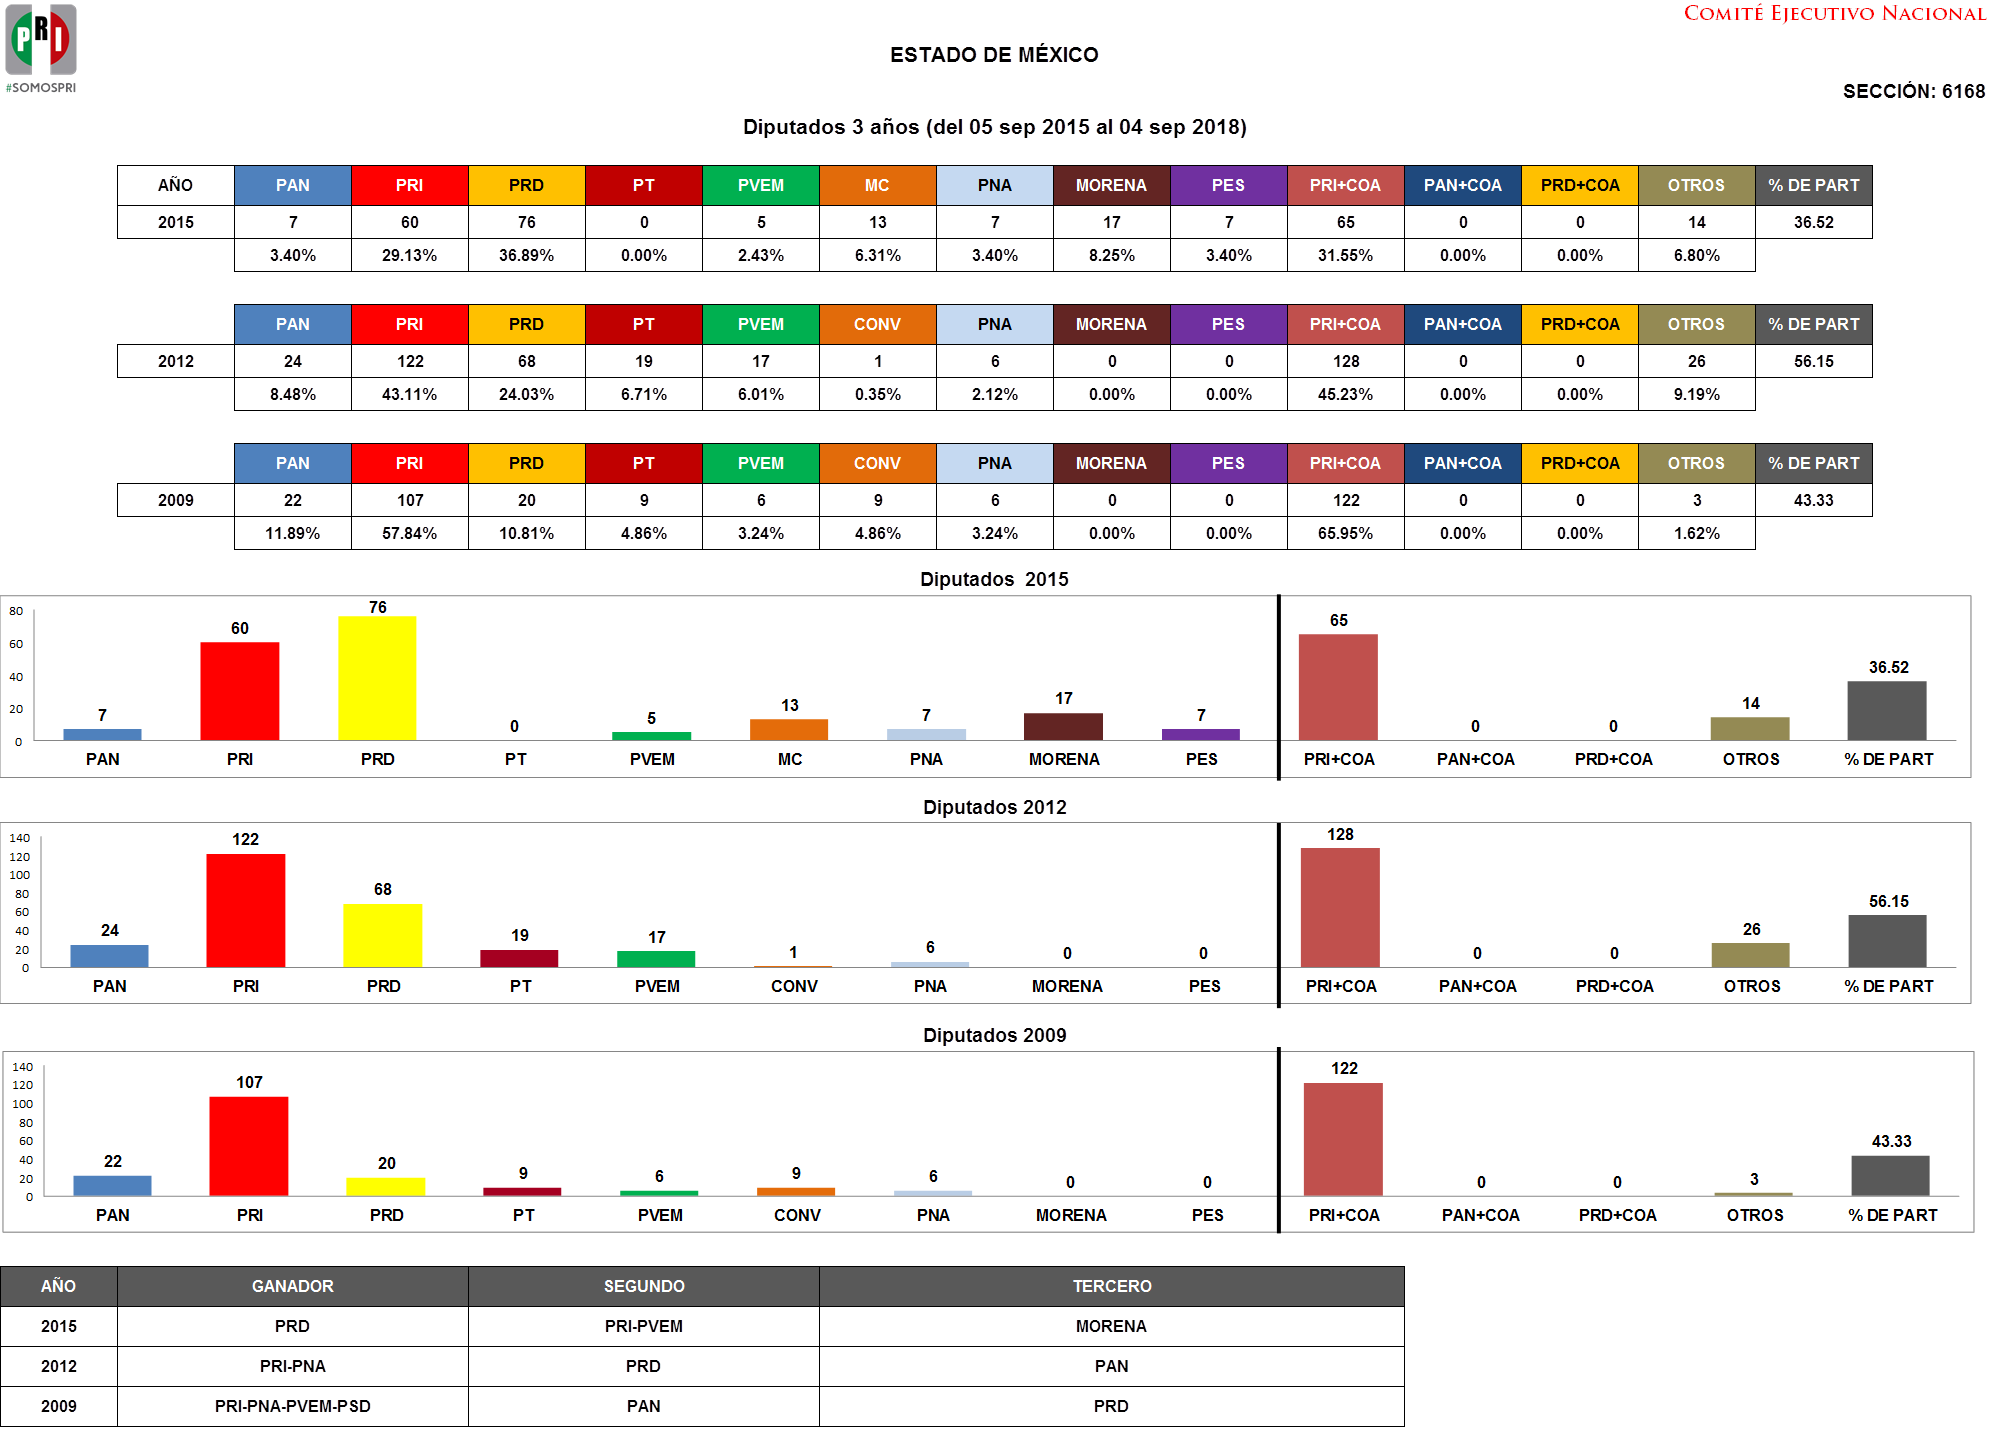 PRI
#SOMOSPRI
COMITÉ EJECUTIVO NACIONAL
ESTADO DE MÉXICO
SECCIÓN: 6168
Diputados 3 años (del 05 sep 2015 al 04 sep 2018)
AÑO PAN PRI PRD PT PVEM MC PNA MORENA PES PRI+COA PAN+COA PRD+COA OTROS % DE PART
2015 7 60 76 0 5 13 7 17 7 65 0 0 14 36.52
3.40% 29.13% 36.89% 0.00% 2.43% 6.31% 3.40% 8.25% 3.40% 31.55% 0.00% 0.00% 6.80%
PAN PRI PRD PT PVEM CONV PNA MORENA PES PRI+COA PAN+COA PRD+COA OTROS % DE PART
2012 24 122 68 19 17 1 6 0 0 128 0 0 26 56.15
8.48% 43.11% 24.03% 6.71% 6.01% 0.35% 2.12% 0.00% 0.00% 45.23% 0.00% 0.00% 9.19%
PAN PRI PRD PT PVEM CONV PNA MORENA PES PRI+COA PAN+COA PRD+COA OTROS % DE PART
2009 22 107 20 9 6 9 6 0 0 122 0 0 3 43.33
11.89% 57.84% 10.81% 4.86% 3.24% 4.86% 3.24% 0.00% 0.00% 65.95% 0.00% 0.00% 1.62%
Diputados 2015
80
60
40
20
0
7 60 76 0 5 13 7 17 7 65 0 0 14 36.52
PAN PRI PRD PT PVEM MC PNA MORENA PES PRI+COA PAN+COA PRD+COA OTROS % DE PART
Diputados 2012
140
120
100
80
60
40
20
0
24 122 68 19 17 1 6 0 0 128 0 0 26 56.15
PAN PRI PRD PT PVEM CONV PNA MORENA PES PRI+COA PAN+COA PRD+COA OTROS % DE PART
Diputados 2009
140
120
100
80
60
40
20
0
22 107 20 9 6 9 6 0 0 122 0 0 3 43.33
PAN PRI PRD PT PVEM CONV PNA MORENA PES PRI+COA PAN+COA PRD+COA OTROS % DE PART
AÑO GANADOR SEGUNDO TERCERO
2015 PRD PRI-PVEM MORENA
2012 PRI-PNA PRD PAN
2009 PRI-PNA-PVEM-PSD PAN PRD